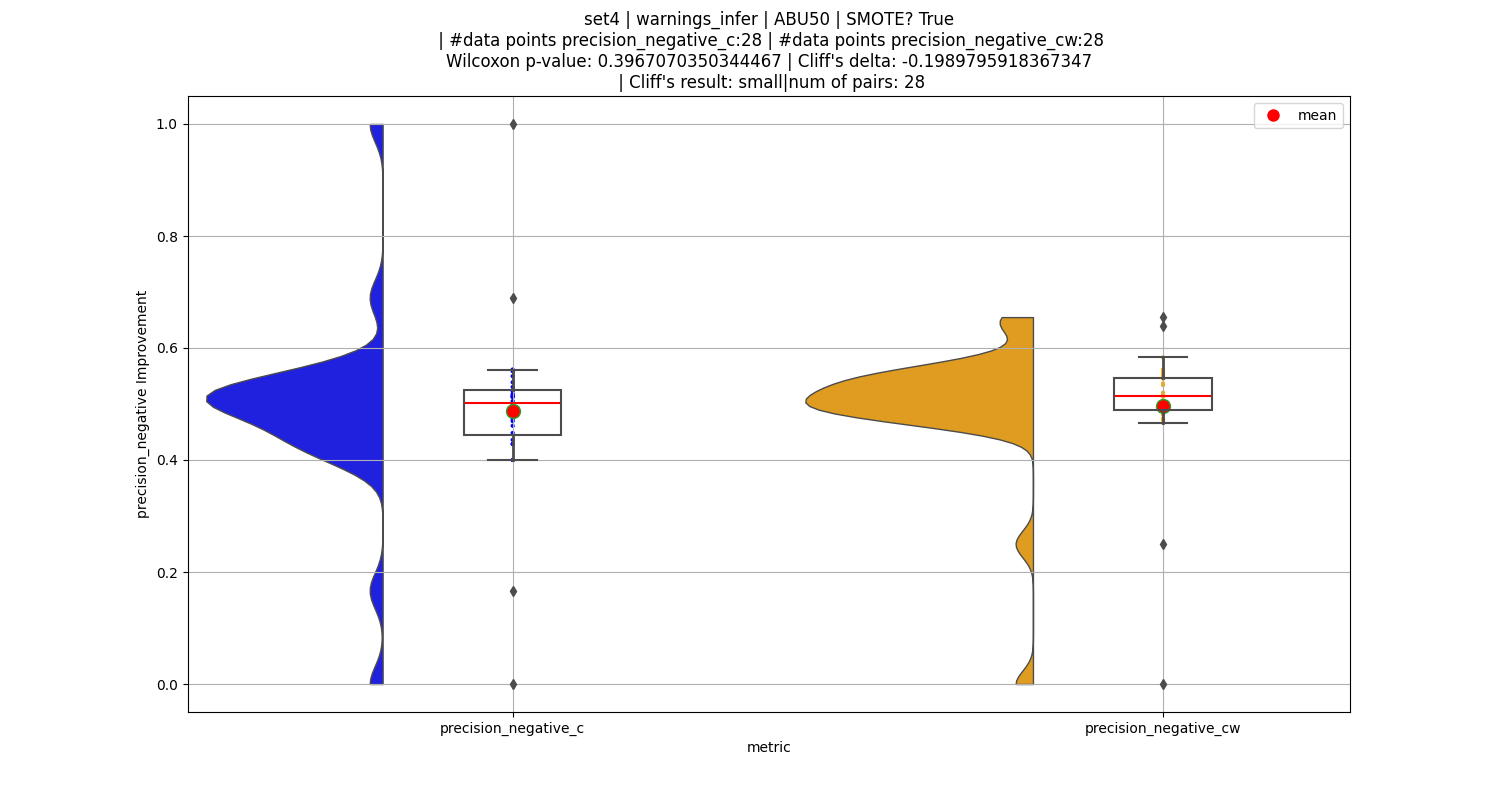 set4 | warnings_infer | ABU50 | SMOTE? True
| #data points precision_negative_c:28 | #data points precision_negative_cw:28
Wilcoxon p-value: 0.3967070350344467 | Cliff's delta: -0.1989795918367347
| Cliff's result: small|num of pairs: 28
mean
precision_negative Improvement
1.0
0.8
0.6
0.4
0.2
0.0
precision_negative_c
precision_negative_cw
metric